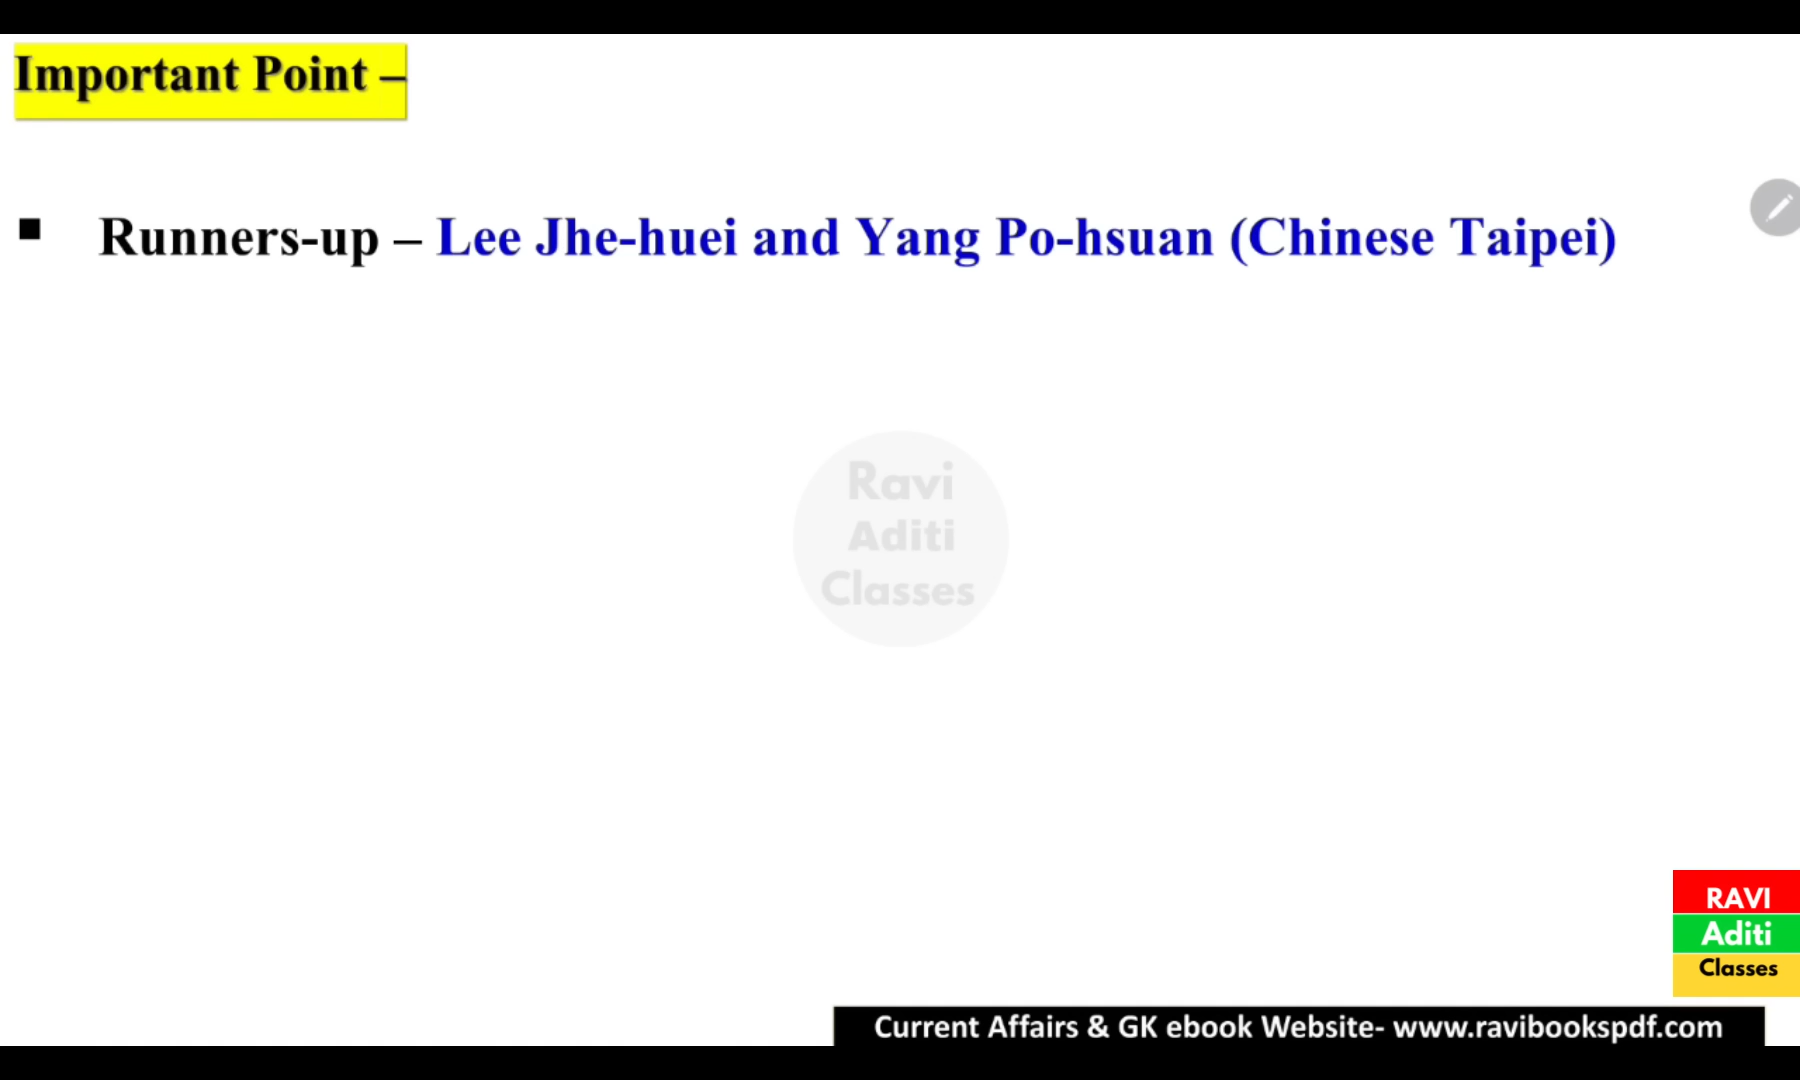 Important Point –
▪ Runners-up – Lee Jhe-huei and Yang Po-hsuan (Chinese Taipei)
Ravi
Aditi
Classes
RAVI
Aditi
Classes
Current Affairs & GK ebook Website- www.ravibookspdf.com